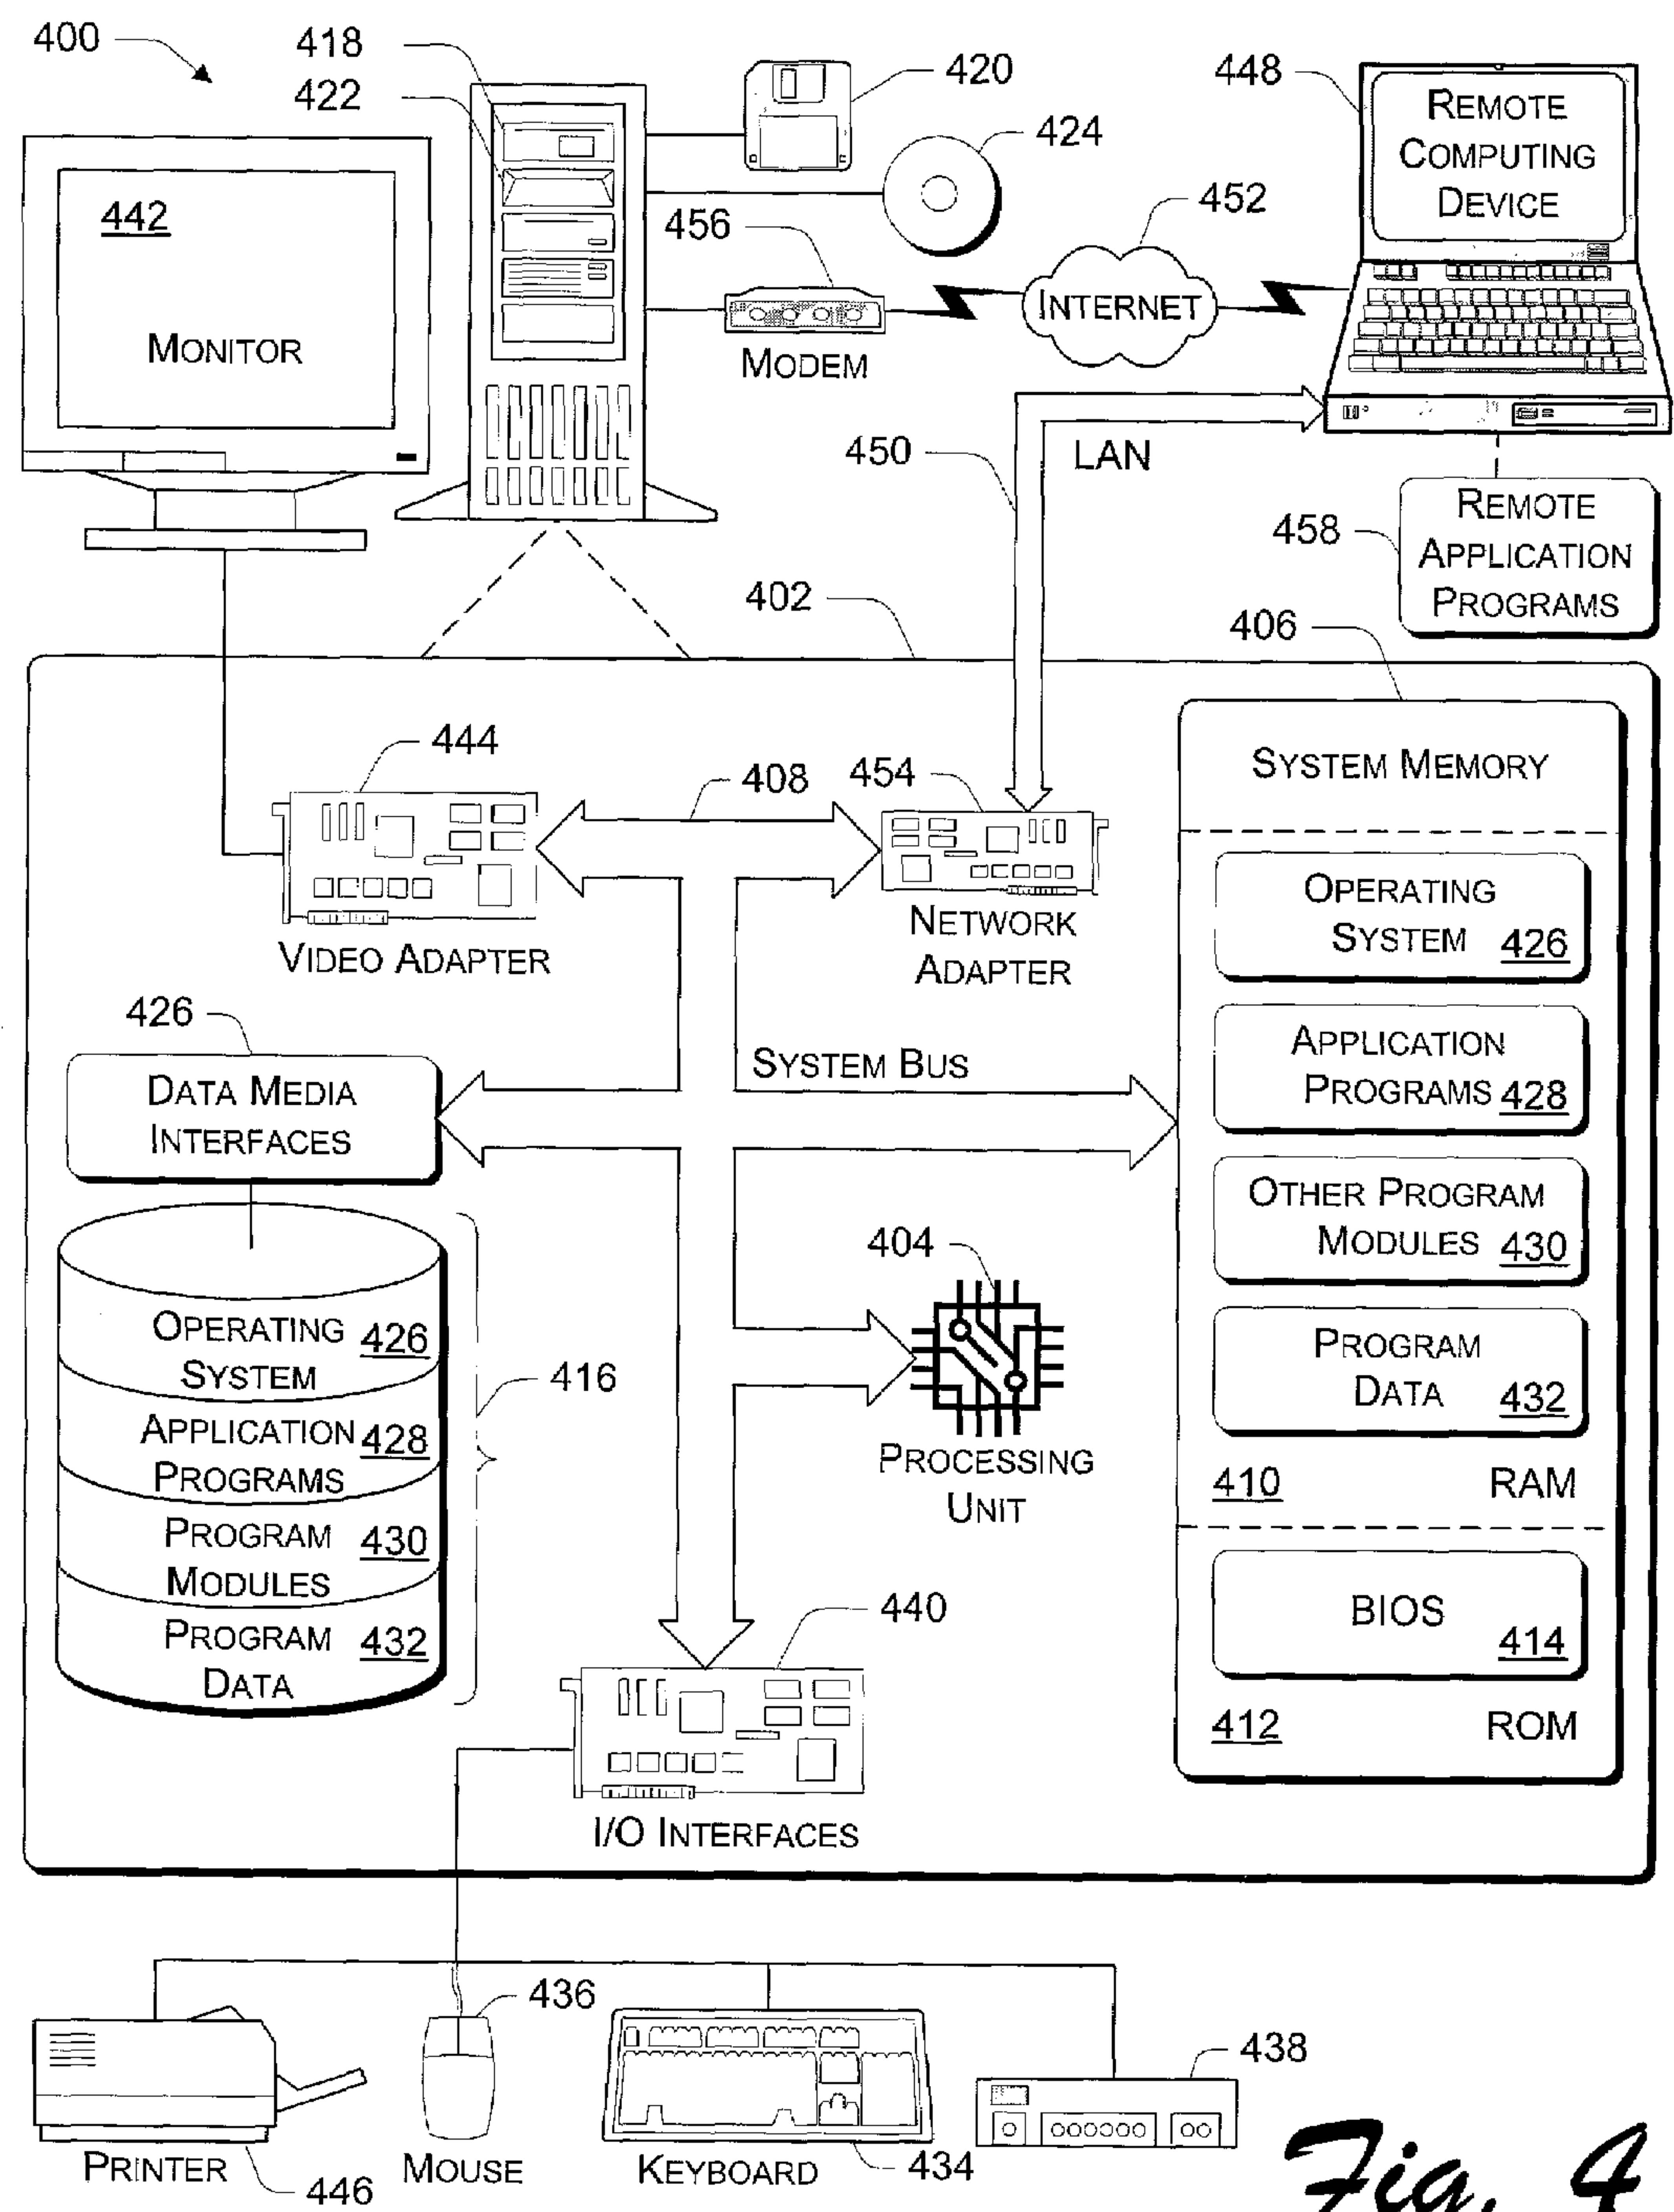 400
418
422
420
424
448
REMOTE
COMPUTING
DEVICE
442
MONITOR
456
MODEM
452
INTERNET
450
LAN
458
REMOTE
APPLICATION
PROGRAMS
402
406
444
VIDEO ADAPTER
408
454
NETWORK
ADAPTER
SYSTEM MEMORY
OPERATING
SYSTEM 426
APPLICATION
PROGRAMS 428
OTHER PROGRAM
MODULES 430
PROGRAM
DATA 432
410 RAM
BIOS
414
412 ROM
426
DATA MEDIA
INTERFACES
SYSTEM BUS
OPERATING 426
SYSTEM
APPLICATION 428
PROGRAMS
PROGRAM 430
MODULES
PROGRAM 432
DATA
416
404
PROCESSING
UNIT
440
I/O INTERFACES
PRINTER
446
436
MOUSE
KEYBOARD
434
438
Fig. 4